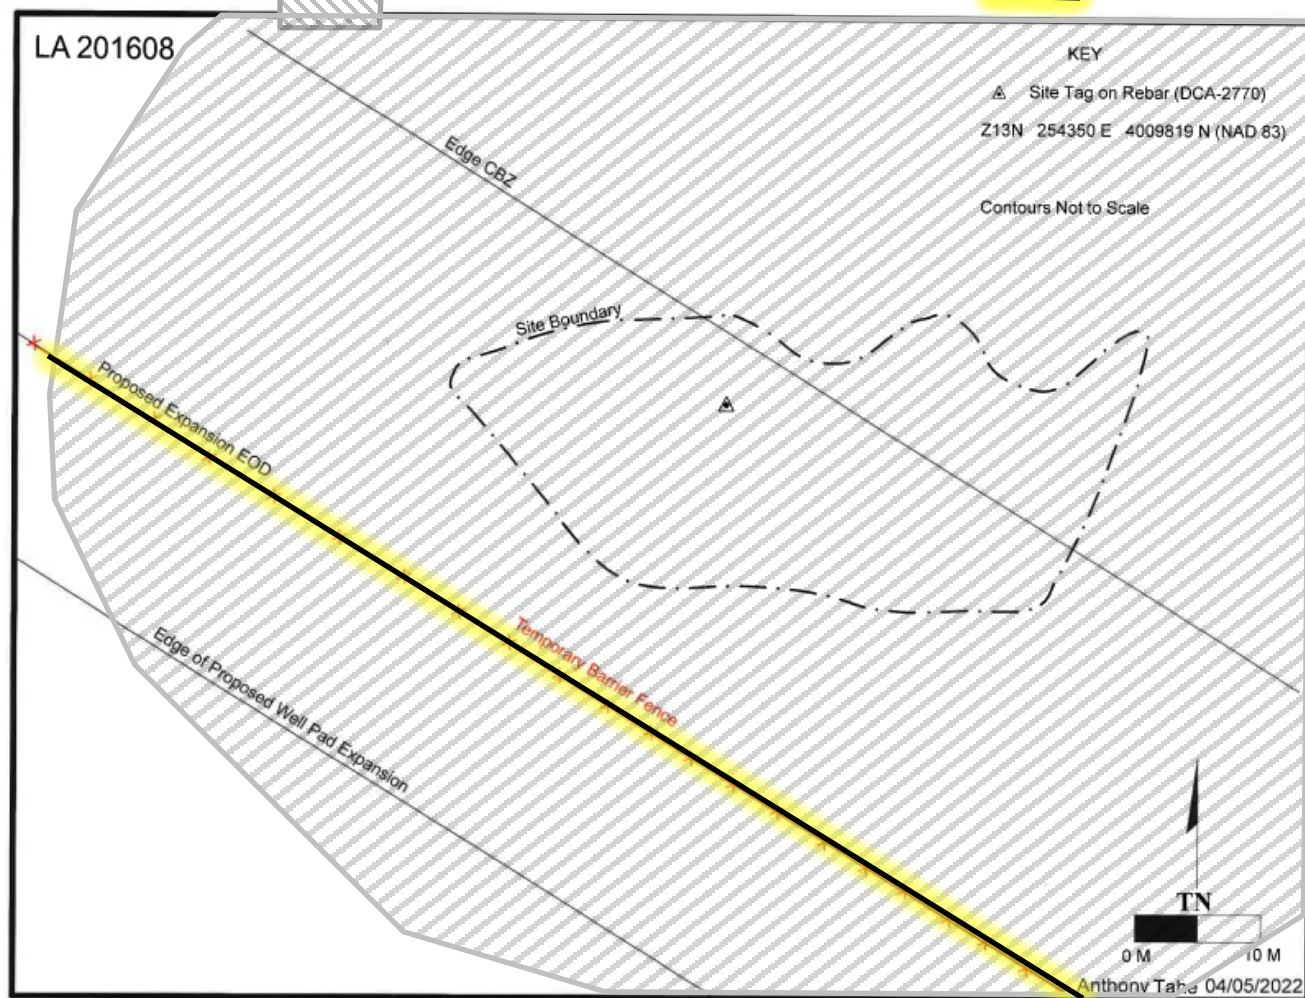 LA 201608
KEY
Site Tag on Rebar (DCA-2770)
Z13N 254350 E 4009819 N (NAD 83)
Contours Not to Scale
Edge CBZ
Site Boundary
Proposed Expansion EOD
Temporary Barrier Fence
Edge of Proposed Well Pad Expansion
TN
0 M 10 M
Anthony 04/05/2022